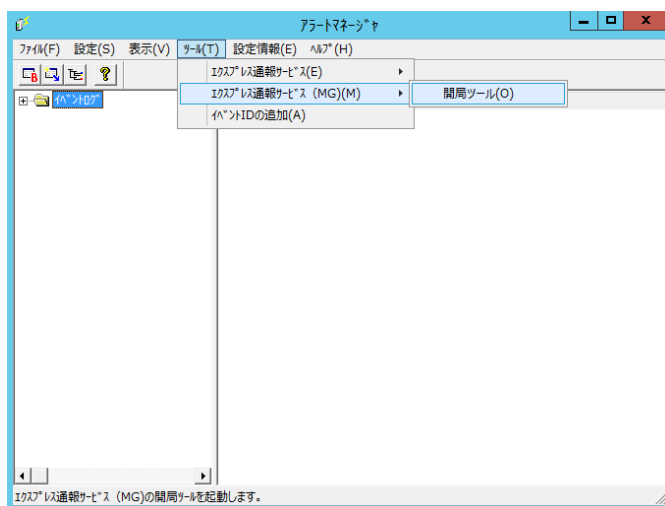 アラートマネージャ
ﾌｧｲﾙ(F) 設定(S) 表示(V) ﾂｰﾙ(T) 設定情報(E) ﾍﾙﾌﾟ(H)
ｴｸｽﾌﾟﾚｽ通報ｻｰﾋﾞｽ(E)
ｴｸｽﾌﾟﾚｽ通報ｻｰﾋﾞｽ (MG)(M)
開局ツール(O)
ｲﾍﾞﾝﾄIDの追加(A)
ｲﾍﾞﾝﾄﾛｸﾞ
ｴｸｽﾌﾟﾚｽ通報ｻｰﾋﾞｽ (MG)の開局ﾂｰﾙを起動します。